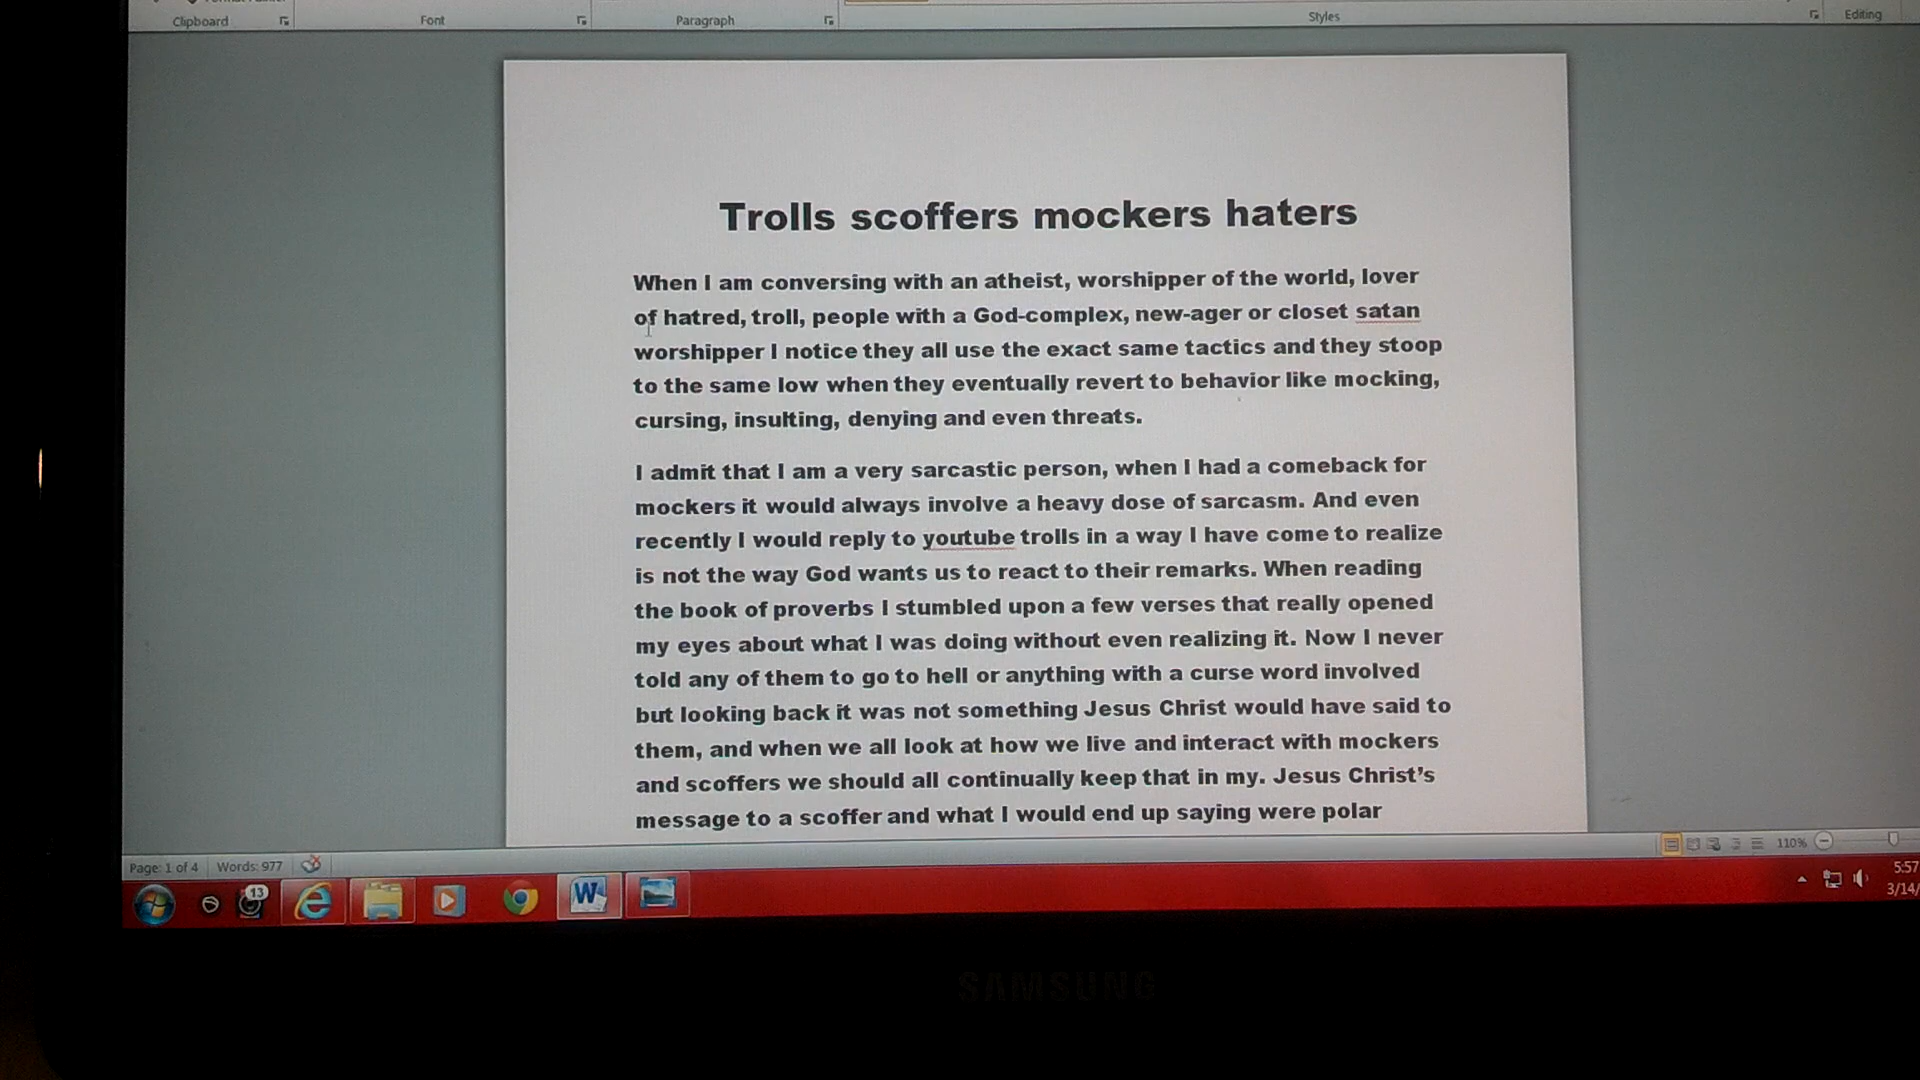 Clipboard
Font
Paragraph
Styles
Editing
Trolls scoffers mockers haters
When I am conversing with an atheist, worshipper of the world, lover
of hatred, troll, people with a God-complex, new-ager or closet satan
worshipper I notice they all use the exact same tactics and they stoop
to the same low when they eventually revert to behavior like mocking,
cursing, insulting, denying and even threats.
I admit that I am a very sarcastic person, when I had a comeback for
mockers it would always involve a heavy dose of sarcasm. And even
recently I would reply to youtube trolls in a way I have come to realize
is not the way God wants us to react to their remarks. When reading
the book of proverbs I stumbled upon a few verses that really opened
my eyes about what I was doing without even realizing it. Now I never
told any of them to go to hell or anything with a curse word involved
but looking back it was not something Jesus Christ would have said to
them, and when we all look at how we live and interact with mockers
and scoffers we should all continually keep that in my. Jesus Christ’s
message to a scoffer and what I would end up saying were polar
Page: 1 of 4
Words: 977
110%
13
5:57
3/14/
SAMSUNG